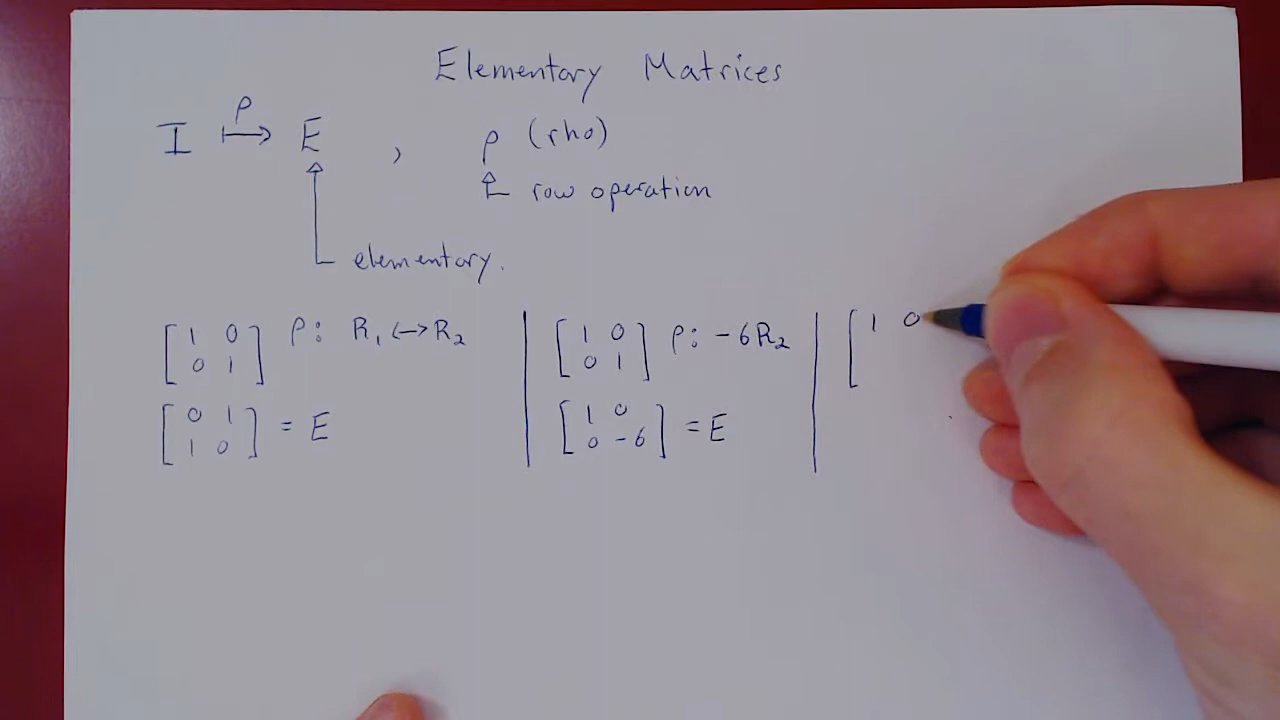 Elementary Matrices
I ↦ρ E , ρ (rho)
row operation
elementary.
[1 0
0 1] ρ: R₁ ↔ R₂
[0 1
1 0] = E
[1 0
0 1] ρ: -6R₂
[1 0
0 -6] = E
[1 0